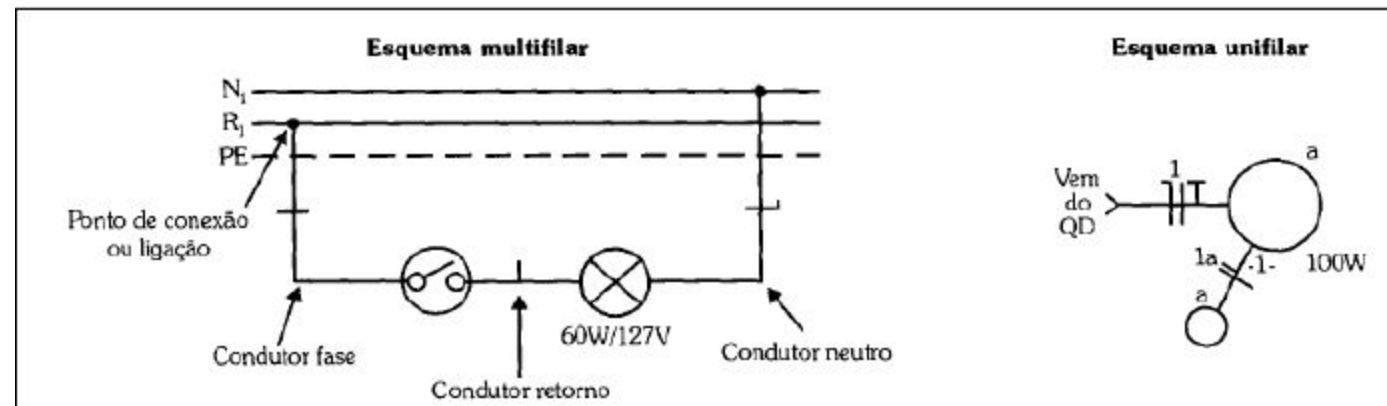 Esquema multifilar
N₁
R₁
PE
Ponto de conexão
ou ligação
60W/127V
Condutor fase
Condutor retorno
Condutor neutro
Esquema unifilar
a
1
Vem
do
QD
1a
-1-
100W
a